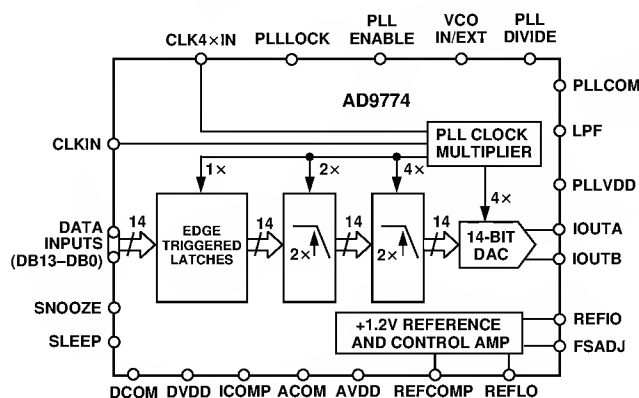 CLK4×IN
PLLLOCK
PLL
ENABLE
VCO
IN/EXT
PLL
DIVIDE
AD9774
PLLCOM
CLKIN
PLL CLOCK
MULTIPLIER
LPF
1×
2×
4×
4×
PLLVDD
DATA
INPUTS
(DB13–DB0)
14
EDGE
TRIGGERED
LATCHES
14
2×
14
2×
14
14-BIT
DAC
IOUTA
IOUTB
SNOOZE
SLEEP
+1.2V REFERENCE
AND CONTROL AMP
REFIO
FSADJ
DCOM
DVDD
ICOMP
ACOM
AVDD
REFCOMP
REFLO